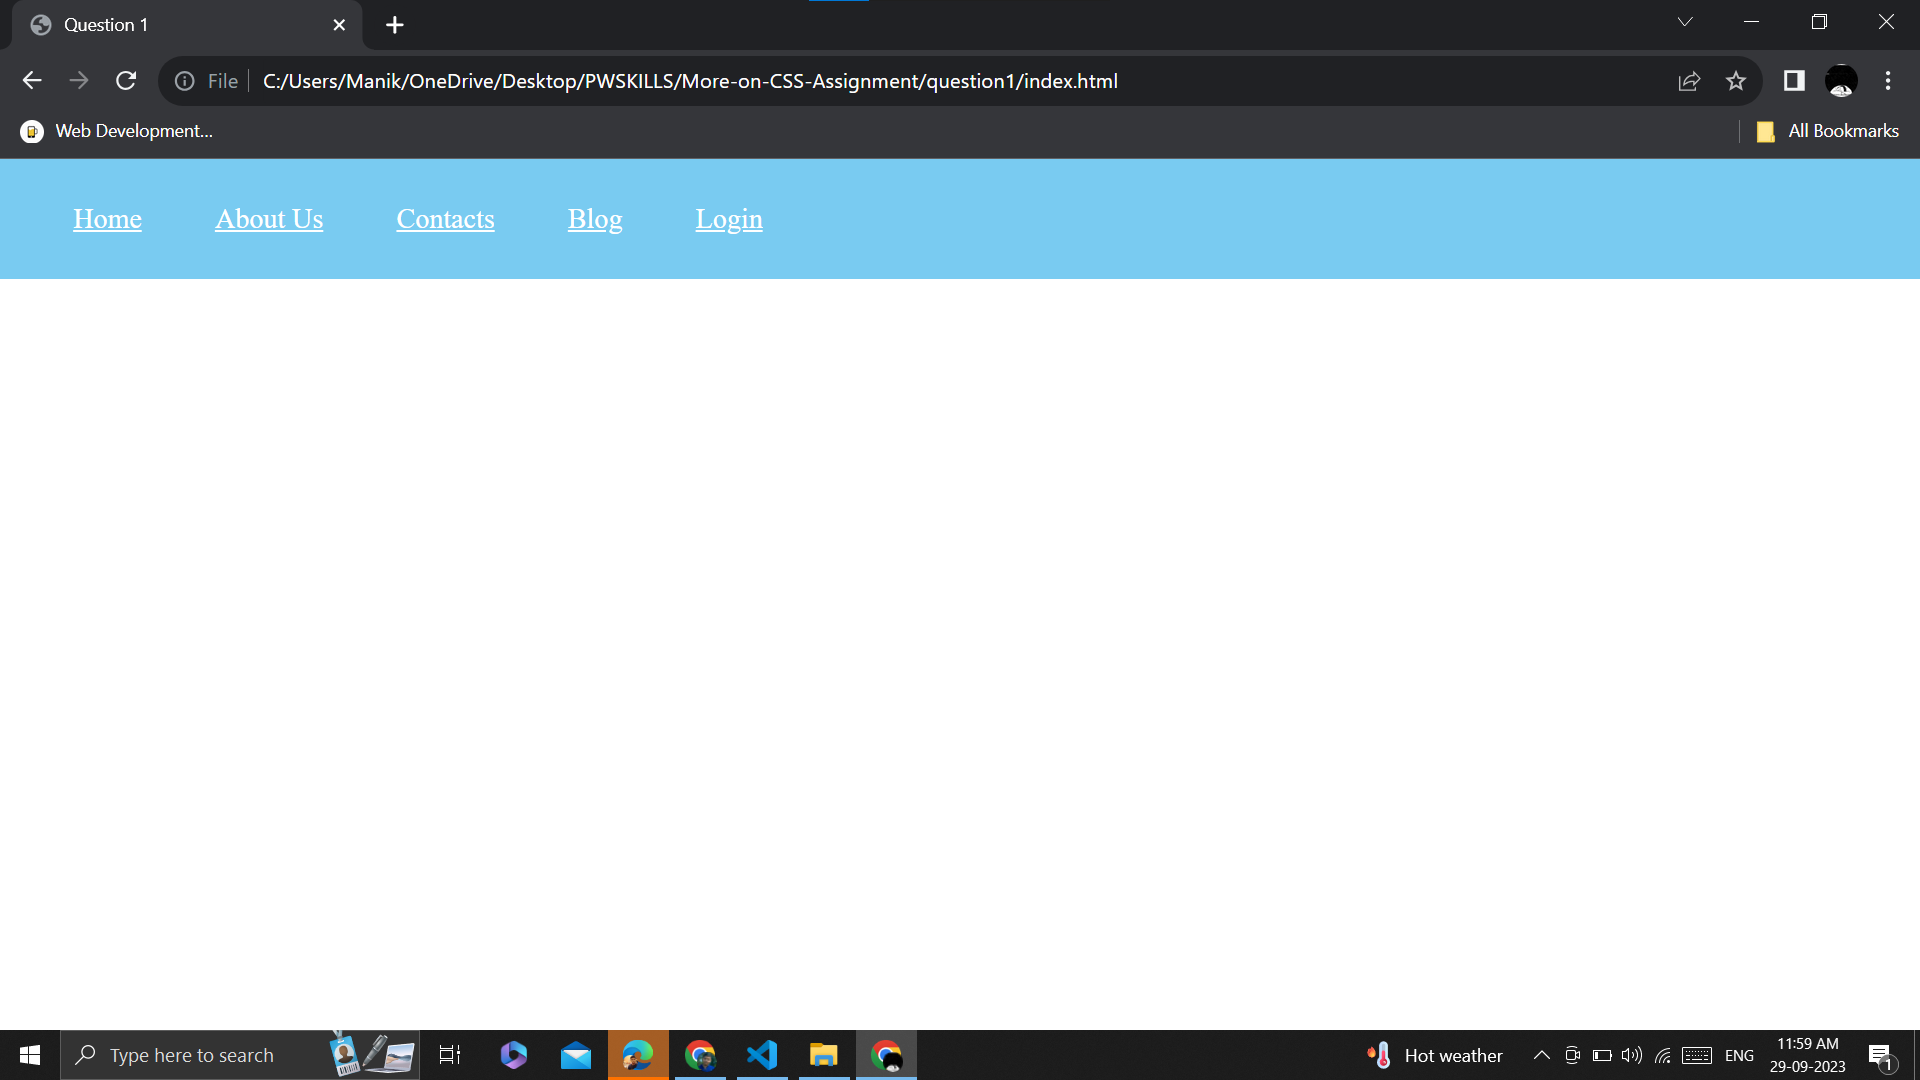 Question 1
File C:/Users/Manik/OneDrive/Desktop/PWSKILLS/More-on-CSS-Assignment/question1/index.html
Web Development... All Bookmarks
Home About Us Contacts Blog Login
Type here to search Hot weather ENG 11:59 AM
29-09-2023 1